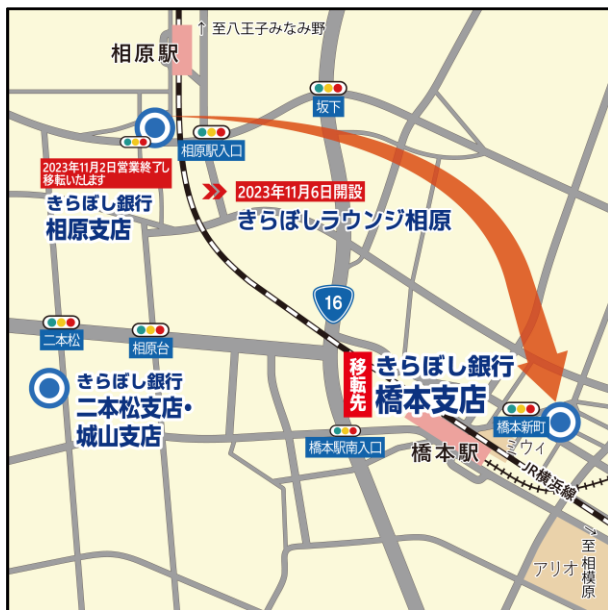 ↑ 至八王子みなみ野
相原駅
坂下
相原駅入口
2023年11月2日営業終了し
移転いたします
きらぼし銀行
相原支店
2023年11月6日開設
きらぼしラウンジ相原
16
二本松
相原台
きらぼし銀行
二本松支店・
城山支店
移転先
きらぼし銀行
橋本支店
橋本新町
橋本駅南入口
ミウィ
橋本駅
JR横浜線
アリオ
→至相模原